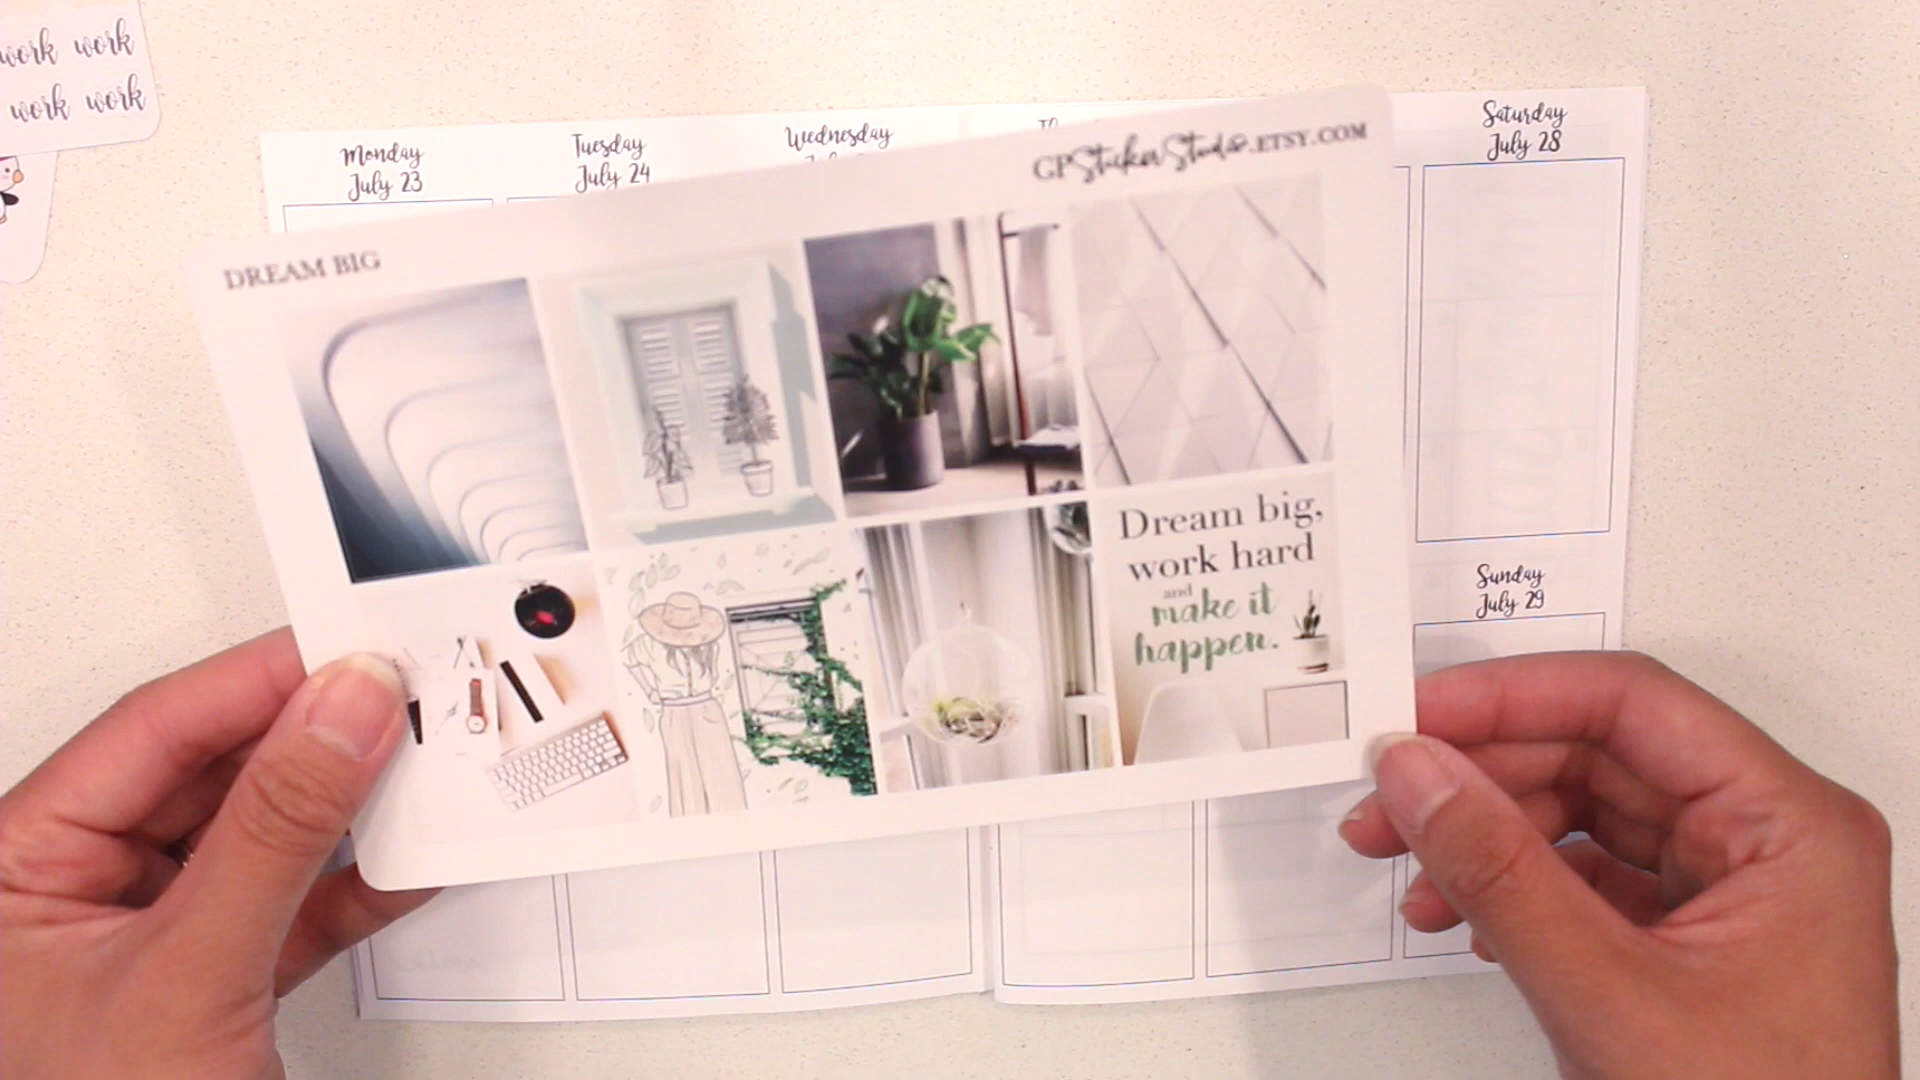 work work
work work
Monday
July 23
Tuesday
July 24
Wednesday
Saturday
July 28
Sunday
July 29
DREAM BIG
GPStickerStudio.ETSY.COM
Dream big,
work hard
and
make it
happen.